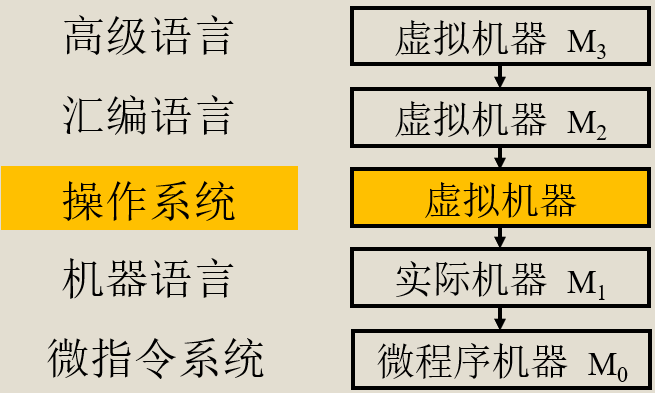 高级语言 虚拟机器 M3
汇编语言 虚拟机器 M2
操作系统 虚拟机器
机器语言 实际机器 M1
微指令系统 微程序机器 M0